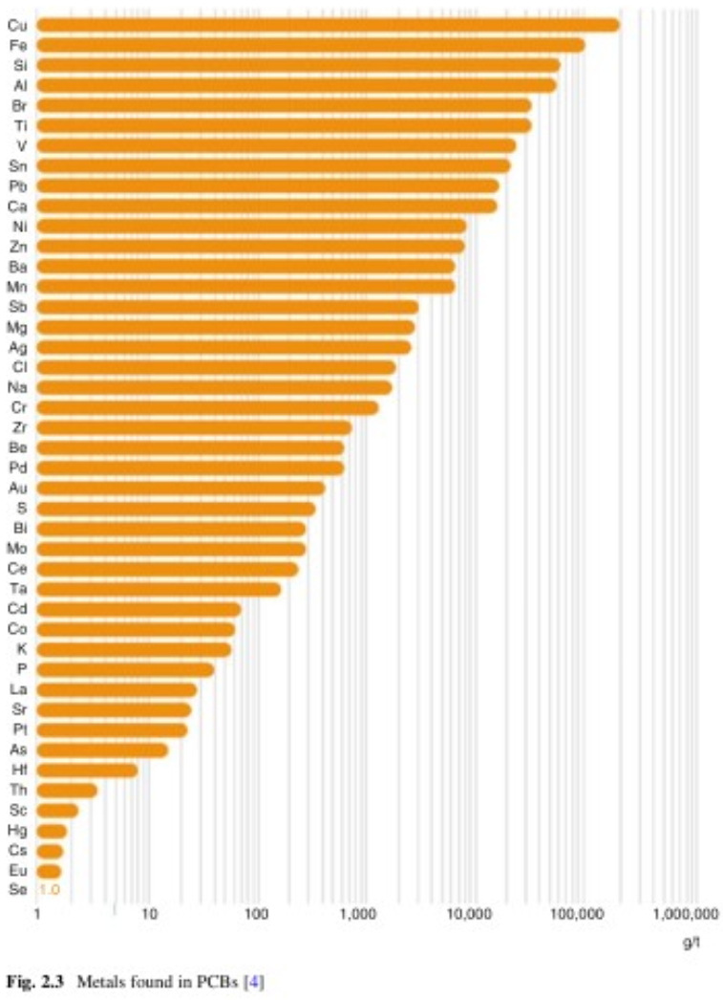 Cu
Fe
Si
Al
Br
Ti
V
Sn
Pb
Ca
Ni
Zn
Ba
Mn
Sb
Mg
Ag
Cl
Na
Cr
Zr
Be
Pd
Au
S
Bi
Mo
Ce
Ta
Cd
Co
K
P
La
Sr
Pt
As
Hf
Th
Sc
Hg
Cs
Eu
Se 1.0
1 10 100 1,000 10,000 100,000 1,000,000
g/t
Fig. 2.3 Metals found in PCBs [4]